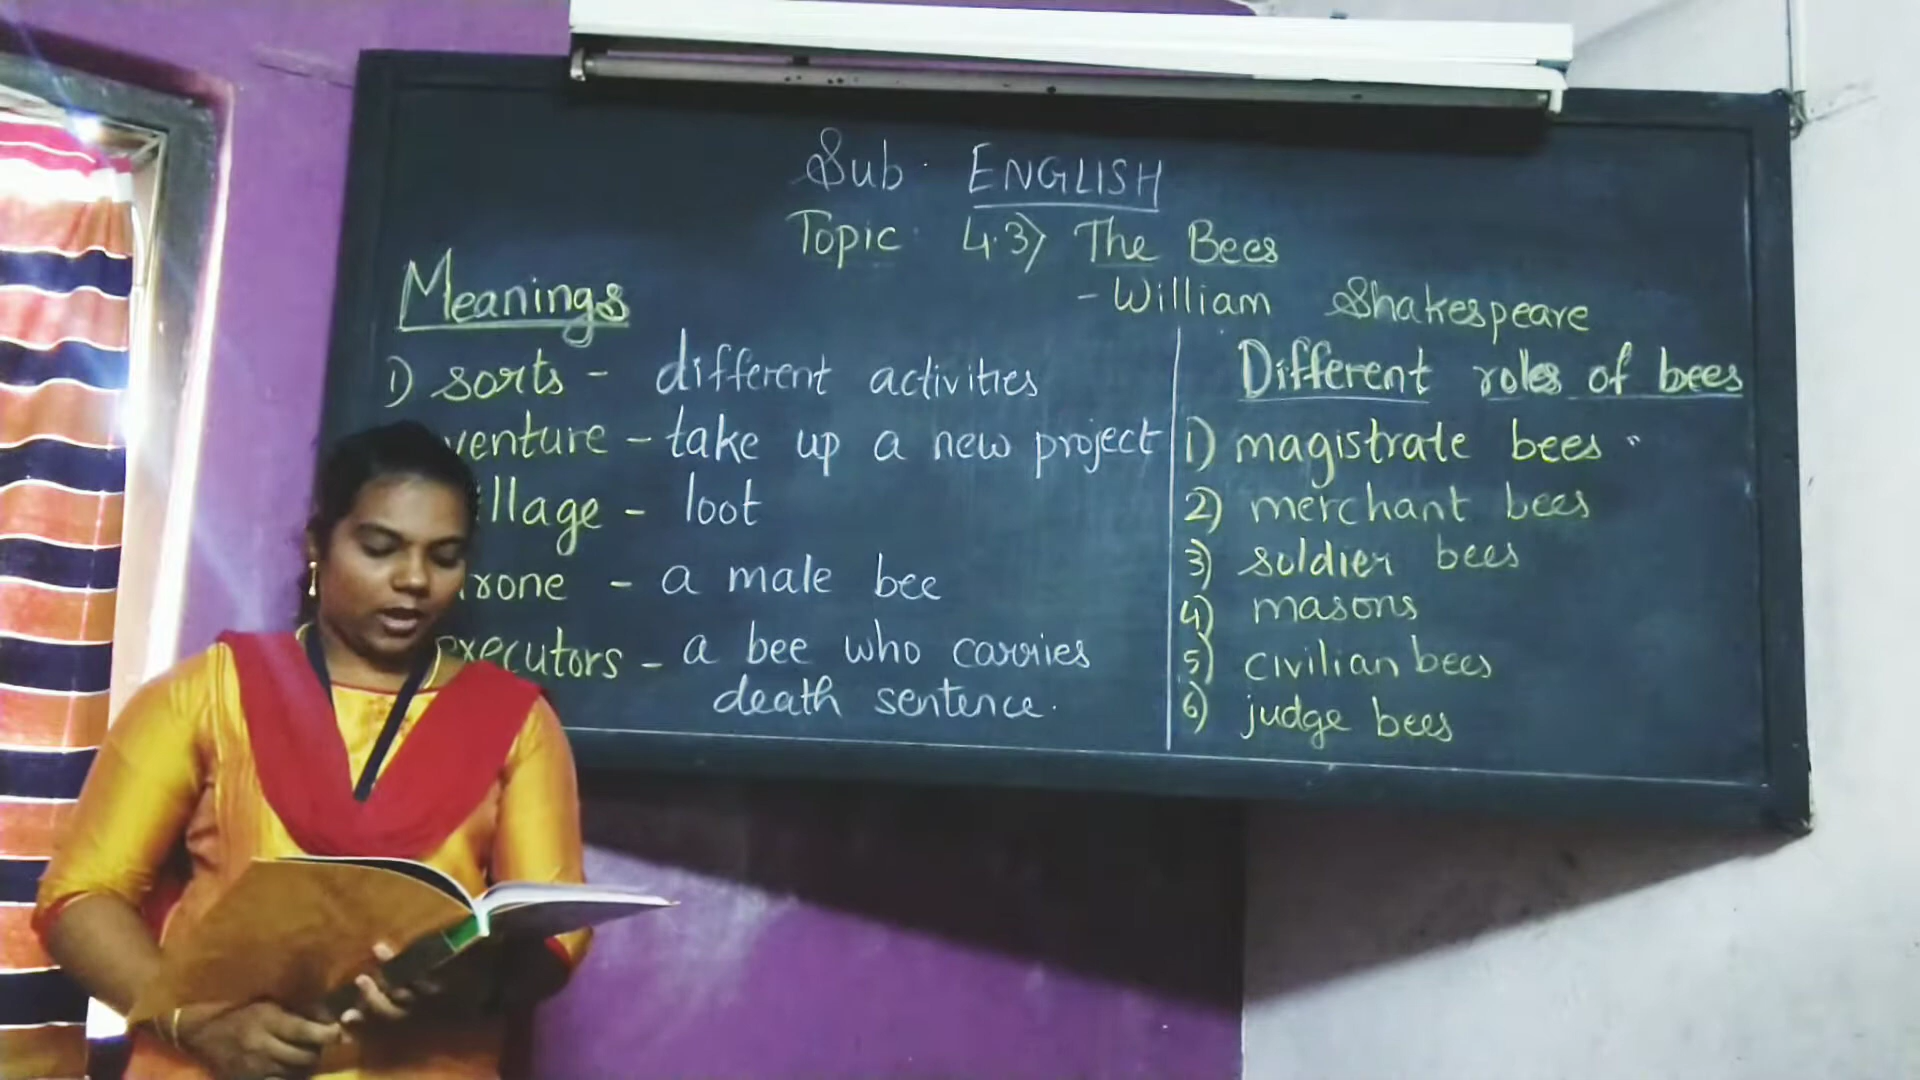 Sub. ENGLISH
Topic 4.3) The Bees
- William Shakespeare
Meanings
1) sorts - different activities
venture - take up a new project
illage - loot
rone - a male bee
executors - a bee who carries
death sentence.
Different roles of bees
1) magistrate bees
2) merchant bees
3) soldier bees
4) masons
5) civilian bees
6) judge bees